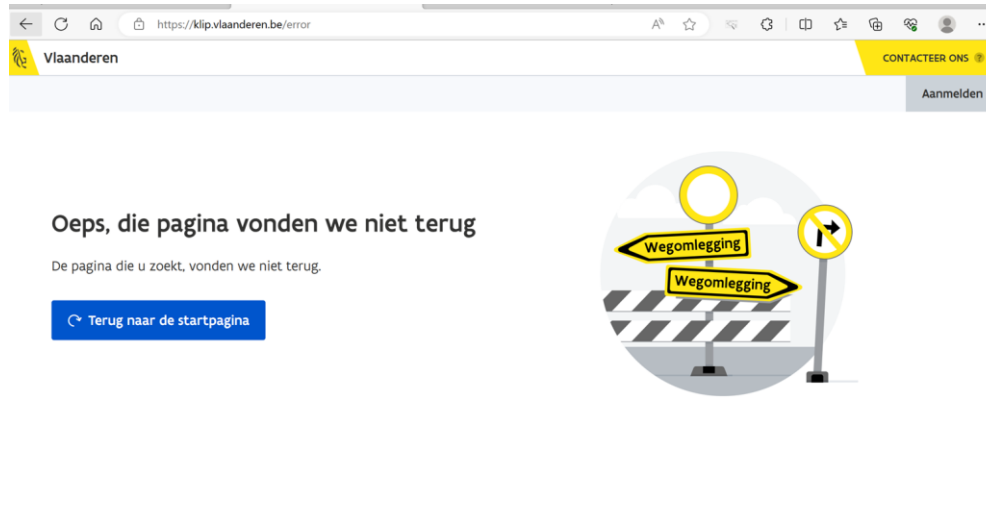 https://klip.vlaanderen.be/error
Vlaanderen
CONTACTEER ONS ?
Aanmelden
Oeps, die pagina vonden we niet terug
De pagina die u zoekt, vonden we niet terug.
Terug naar de startpagina
Wegomlegging
Wegomlegging